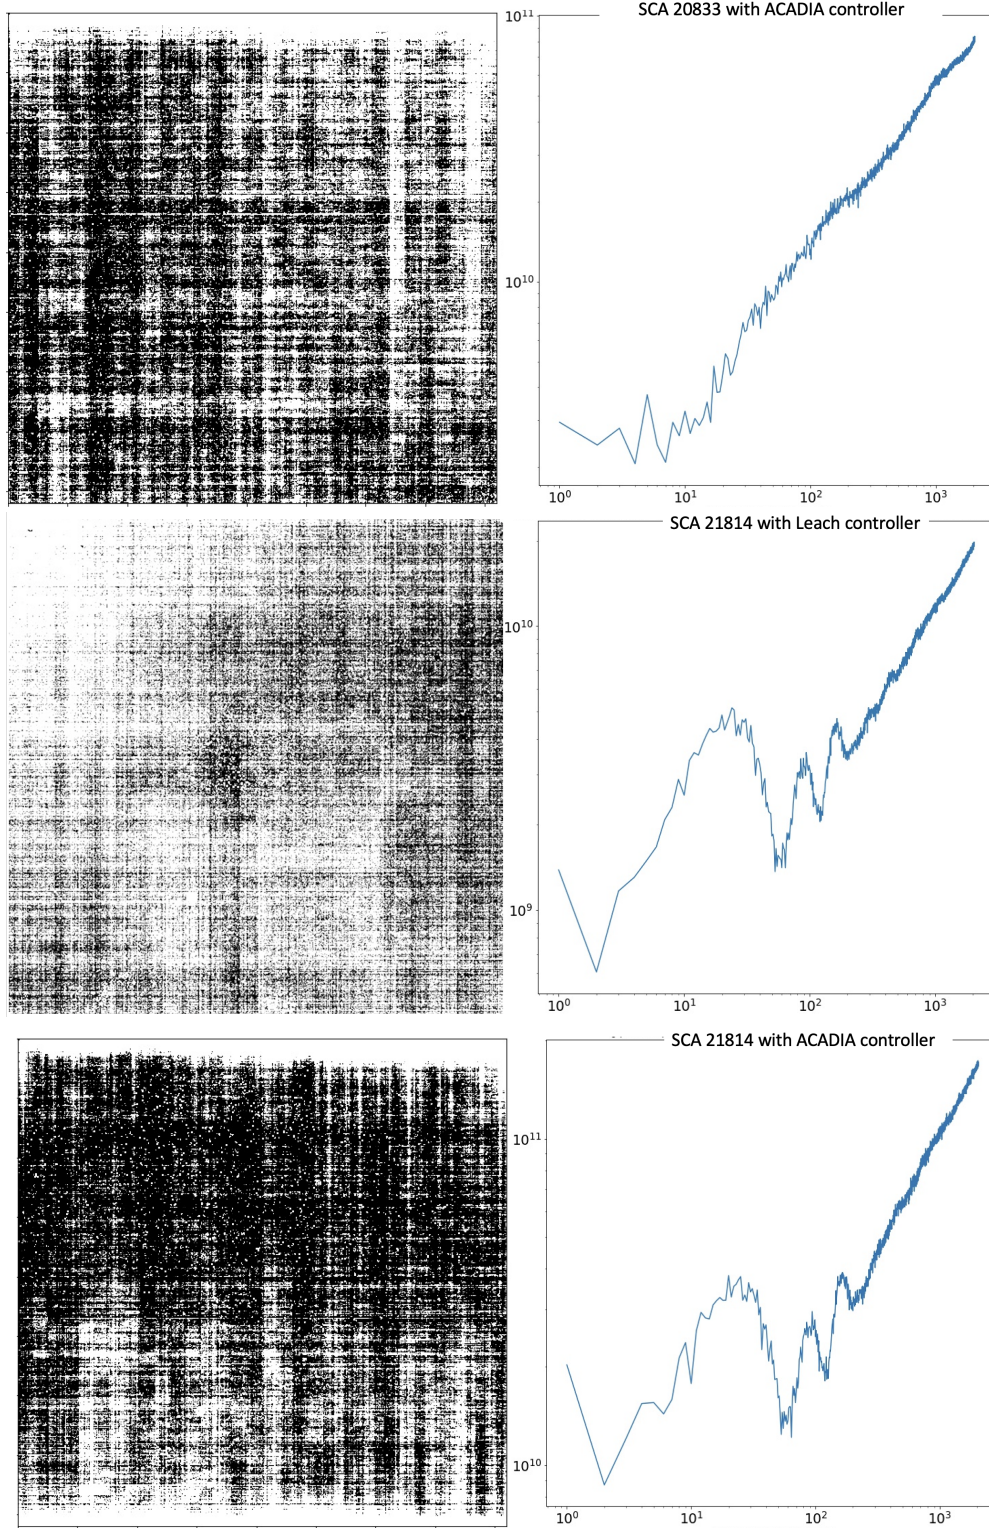 SCA 20833 with ACADIA controller
10¹¹
10¹⁰
10⁰ 10¹ 10² 10³
SCA 21814 with Leach controller
10¹⁰
10⁹
10⁰ 10¹ 10² 10³
SCA 21814 with ACADIA controller
10¹¹
10¹⁰
10⁰ 10¹ 10² 10³